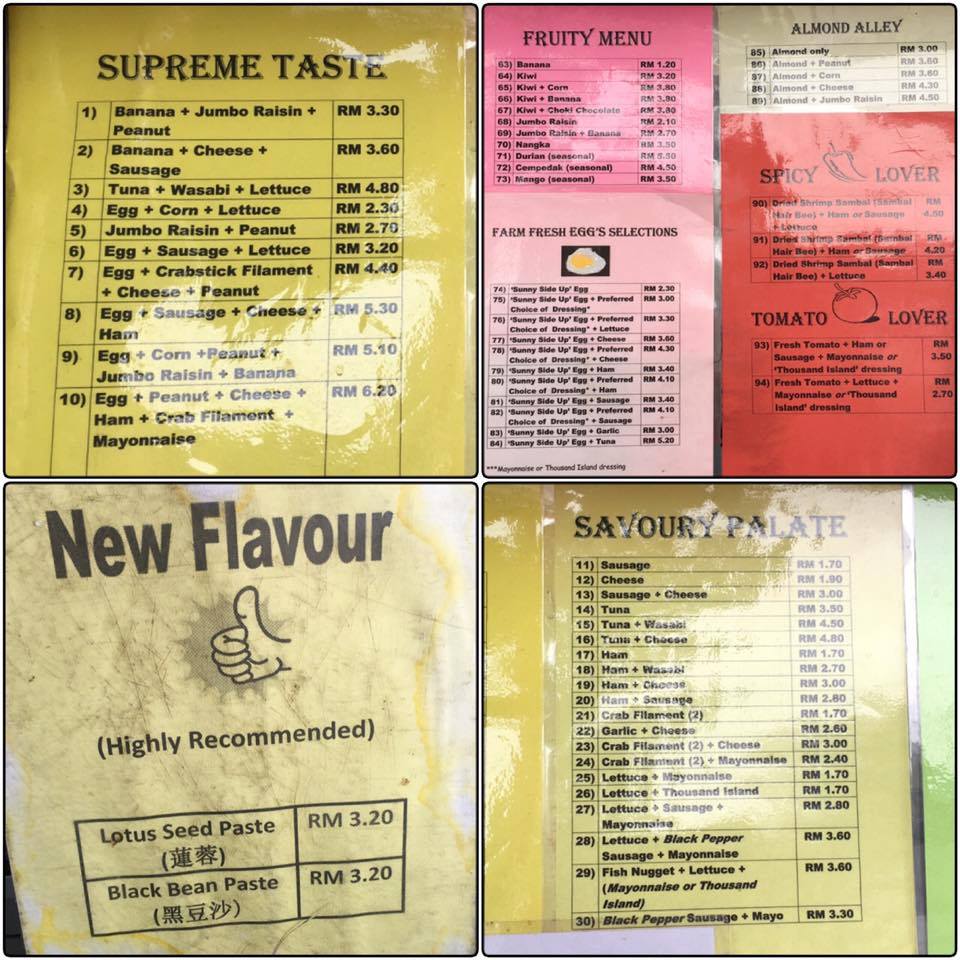 SUPREME TASTE
1) Banana + Jumbo Raisin + RM 3.30
Peanut
2) Banana + Cheese + RM 3.60
Sausage
3) Tuna + Wasabi + Lettuce RM 4.80
4) Egg + Corn + Lettuce RM 2.30
5) Jumbo Raisin + Peanut RM 2.70
6) Egg + Sausage + Lettuce RM 3.20
7) Egg + Crabstick Filament RM 4.40
+ Cheese + Peanut
8) Egg + Sausage + Cheese + RM 5.30
Ham
9) Egg + Corn +Peanut + RM 5.10
Jumbo Raisin + Banana
10) Egg + Peanut + Cheese + RM 6.20
Ham + Crab Filament +
Mayonnaise
FRUITY MENU
63) Banana RM 1.20
64) Kiwi RM 3.20
65) Kiwi + Corn RM 3.80
66) Kiwi + Banana RM 3.80
67) Kiwi + Choki Chocolate RM 3.80
68) Jumbo Raisin RM 2.10
69) Jumbo Raisin + Banana RM 2.70
70) Nangka RM 3.50
71) Durian (seasonal) RM 5.50
72) Cempedak (seasonal) RM 4.50
73) Mango (seasonal) RM 3.50
FARM FRESH EGG'S SELECTIONS
74) 'Sunny Side Up' Egg RM 2.30
75) 'Sunny Side Up' Egg + Preferred RM 3.00
Choice of Dressing*
76) 'Sunny Side Up' Egg + Preferred RM 3.30
Choice of Dressing* + Lettuce
77) 'Sunny Side Up' Egg + Cheese RM 3.60
78) 'Sunny Side Up' Egg + Preferred RM 4.30
Choice of Dressing* + Cheese
79) 'Sunny Side Up' Egg + Ham RM 3.40
80) 'Sunny Side Up' Egg + Preferred RM 4.10
Choice of Dressing* + Ham
81) 'Sunny Side Up' Egg + Sausage RM 3.40
82) 'Sunny Side Up' Egg + Preferred RM 4.10
Choice of Dressing* + Sausage
83) 'Sunny Side Up' Egg + Garlic RM 3.00
84) 'Sunny Side Up' Egg + Tuna RM 5.20
***Mayonnaise or Thousand Island dressing
ALMOND ALLEY
85) Almond only RM 3.00
86) Almond + Peanut RM 3.60
87) Almond + Corn RM 3.60
88) Almond + Cheese RM 4.30
89) Almond + Jumbo Raisin RM 4.50
SPICY LOVER
90) Dried Shrimp Sambal (Sambal RM
Hair Bee) + Ham or Sausage 4.50
+ Lettuce
91) Dried Shrimp Sambal (Sambal RM
Hair Bee) + Ham or Sausage 4.20
92) Dried Shrimp Sambal (Sambal RM
Hair Bee) + Lettuce 3.40
TOMATO LOVER
93) Fresh Tomato + Ham or RM
Sausage + Mayonnaise or 3.50
'Thousand Island' dressing
94) Fresh Tomato + Lettuce + RM
Mayonnaise or 'Thousand 2.70
Island' dressing
New Flavour
(Highly Recommended)
Lotus Seed Paste RM 3.20
(蓮蓉)
Black Bean Paste RM 3.20
(黑豆沙)
SAVOURY PALATE
11) Sausage RM 1.70
12) Cheese RM 1.90
13) Sausage + Cheese RM 3.00
14) Tuna RM 3.50
15) Tuna + Wasabi RM 4.50
16) Tuna + Cheese RM 4.80
17) Ham RM 1.70
18) Ham + Wasabi RM 2.70
19) Ham + Cheese RM 3.00
20) Ham + Sausage RM 2.80
21) Crab Filament (2) RM 1.70
22) Garlic + Cheese RM 2.60
23) Crab Filament (2) + Cheese RM 3.00
24) Crab Filament (2) + Mayonnaise RM 2.40
25) Lettuce + Mayonnaise RM 1.70
26) Lettuce + Thousand Island RM 1.70
27) Lettuce + Sausage + RM 2.80
Mayonnaise
28) Lettuce + Black Pepper RM 3.60
Sausage + Mayonnaise
29) Fish Nugget + Lettuce + RM 3.60
(Mayonnaise or Thousand
Island)
30) Black Pepper Sausage + Mayo RM 3.30